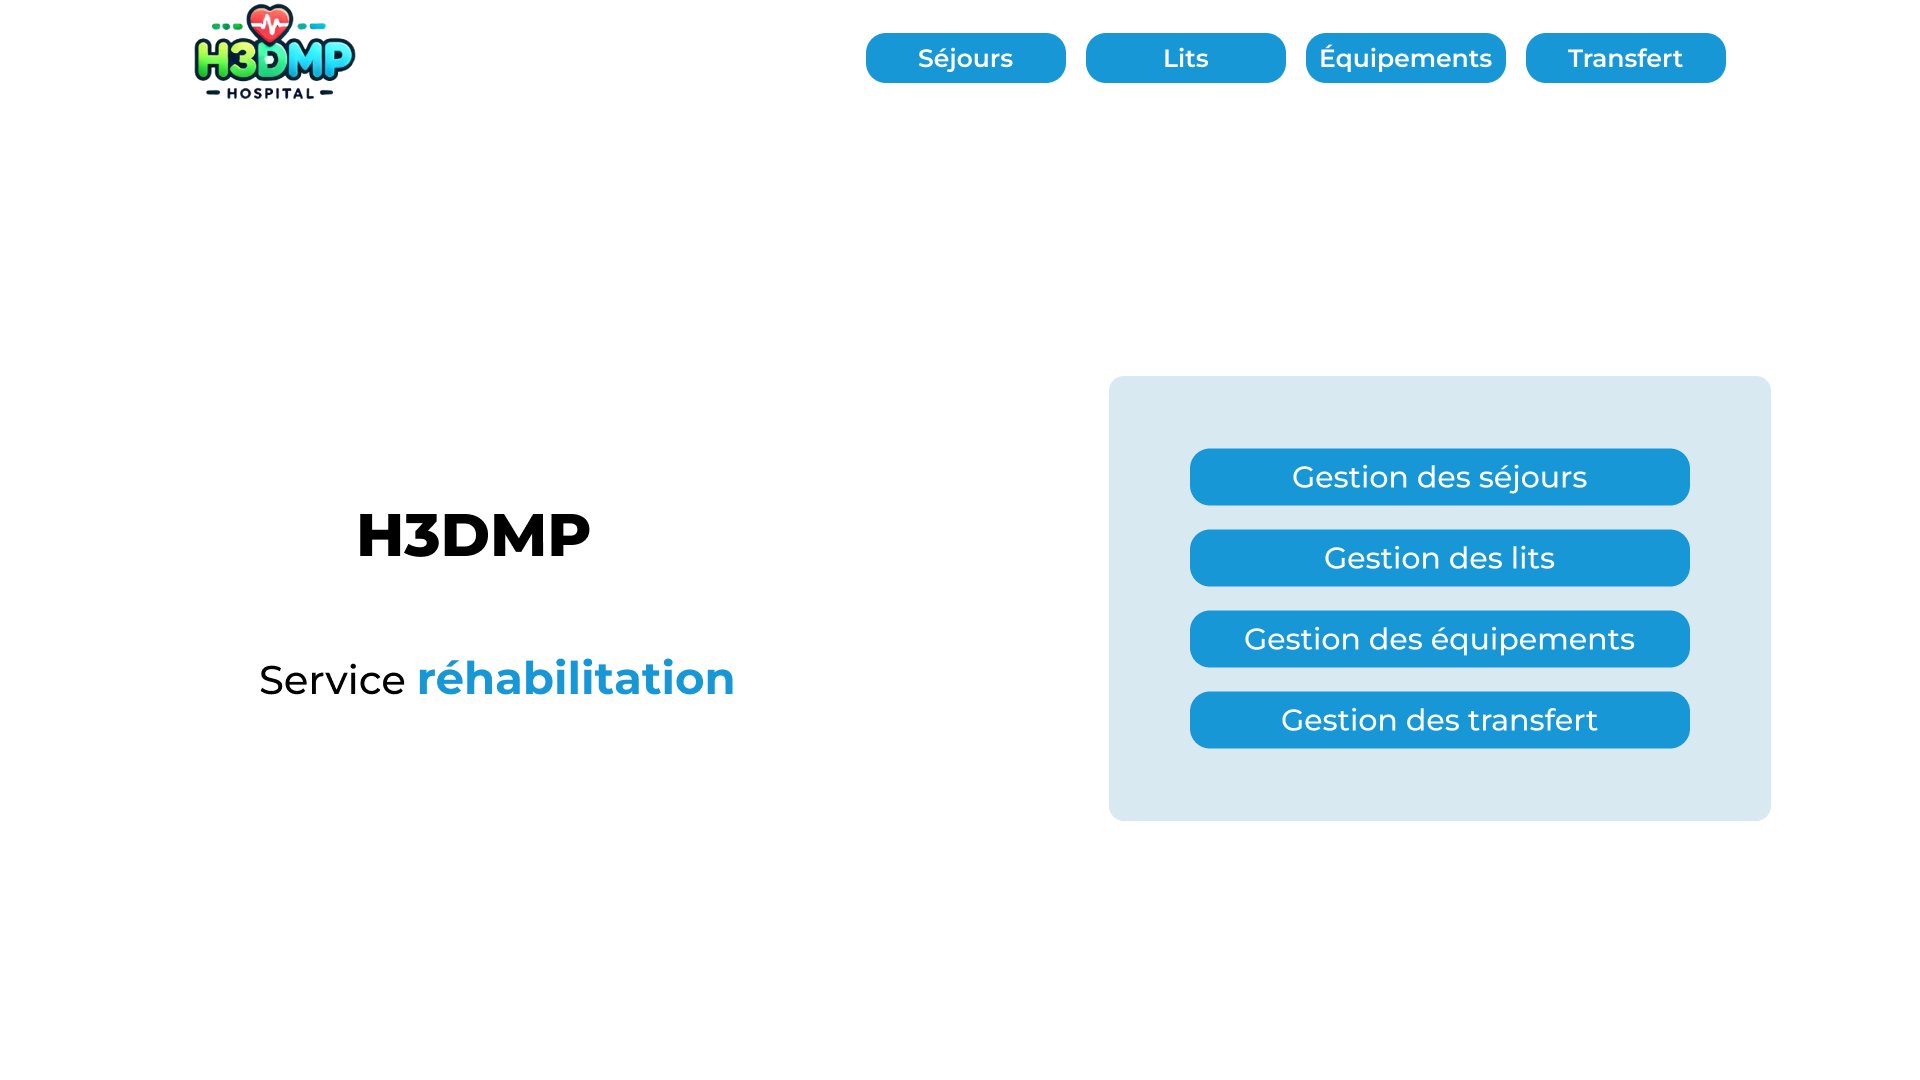 H3DMP
HOSPITAL
Séjours
Lits
Équipements
Transfert
H3DMP
Service réhabilitation
Gestion des séjours
Gestion des lits
Gestion des équipements
Gestion des transfert